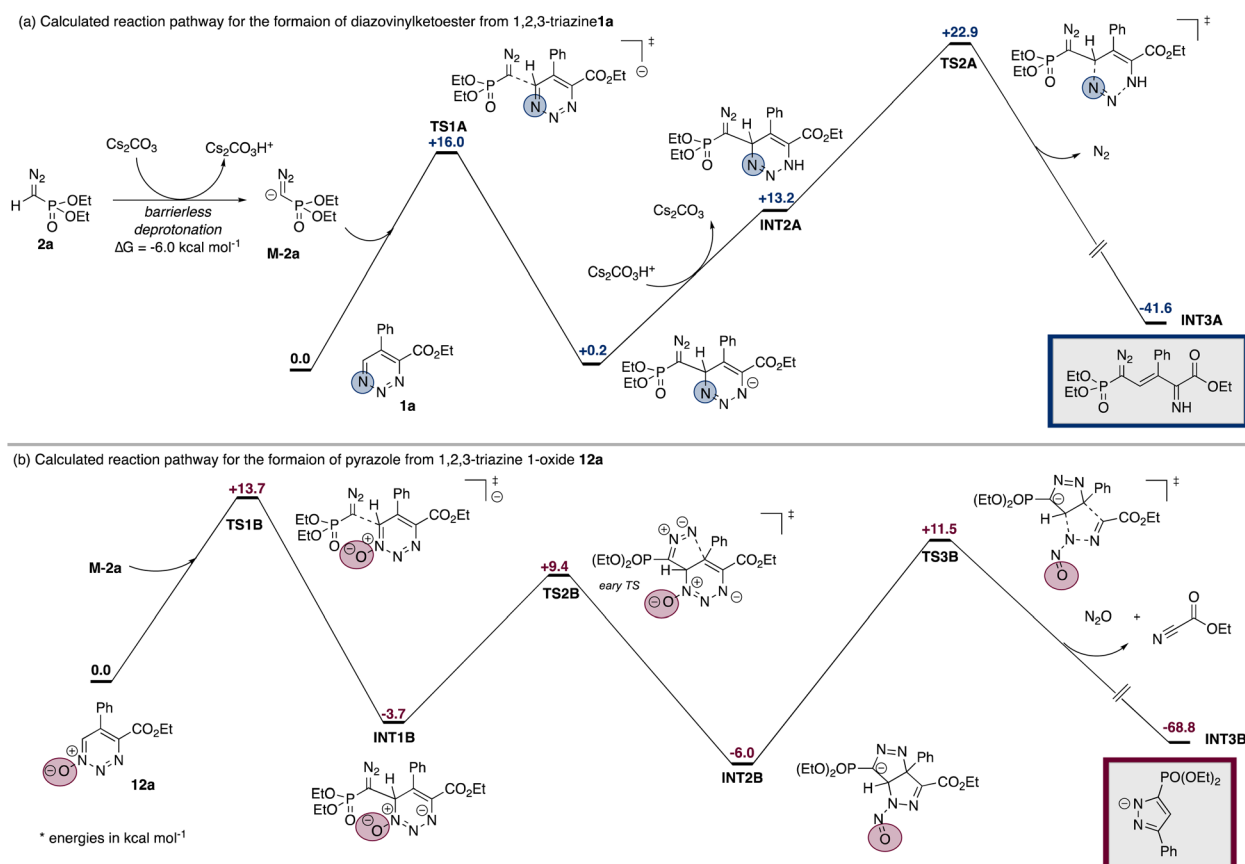 (a) Calculated reaction pathway for the formaion of diazovinylketoester from 1,2,3-triazine1a
+22.9
TS2A
‡
N2
H
Ph
CO2Et
EtO
P
EtO
O
N
N
NH
‡
⊖
N2
H
Ph
CO2Et
EtO
P
EtO
O
N
N
N
TS1A
+16.0
N2
H
Ph
CO2Et
EtO
P
EtO
O
N
N
NH
N2
Cs2CO3
Cs2CO3H+
N2
H
P
OEt
OEt
O
2a
barrierless
deprotonation
ΔG = -6.0 kcal mol-1
N2
⊖
P
OEt
OEt
O
M-2a
+13.2
INT2A
Cs2CO3
Cs2CO3H+
0.0
Ph
CO2Et
N
N
N
1a
+0.2
N2
H
Ph
CO2Et
EtO
P
EtO
O
N
N
N
⊖
-41.6
INT3A
N2
Ph
O
EtO
P
EtO
O
OEt
NH
(b) Calculated reaction pathway for the formaion of pyrazole from 1,2,3-triazine 1-oxide 12a
+13.7
TS1B
‡
⊖
N2
H
Ph
CO2Et
EtO
P
EtO
O
⊖
O
⊕
N
N
N
M-2a
+9.4
TS2B
‡
⊕
N
⊖
N
Ph
(EtO)2OP
CO2Et
H
eary TS
⊖
O
⊕
N
N
N
⊖
+11.5
TS3B
‡
N=N
Ph
(EtO)2OP
⊖
H
CO2Et
N
N
N
O
N2O
+
O
N
OEt
0.0
Ph
CO2Et
⊖
O
⊕
N
N
N
12a
-3.7
INT1B
N2
H
Ph
CO2Et
EtO
P
EtO
O
⊖
O
⊕
N
N
N
⊖
-6.0
INT2B
N=N
Ph
(EtO)2OP
⊖
H
CO2Et
N
N
N
O
-68.8
INT3B
PO(OEt)2
⊖
N
N
Ph
* energies in kcal mol-1